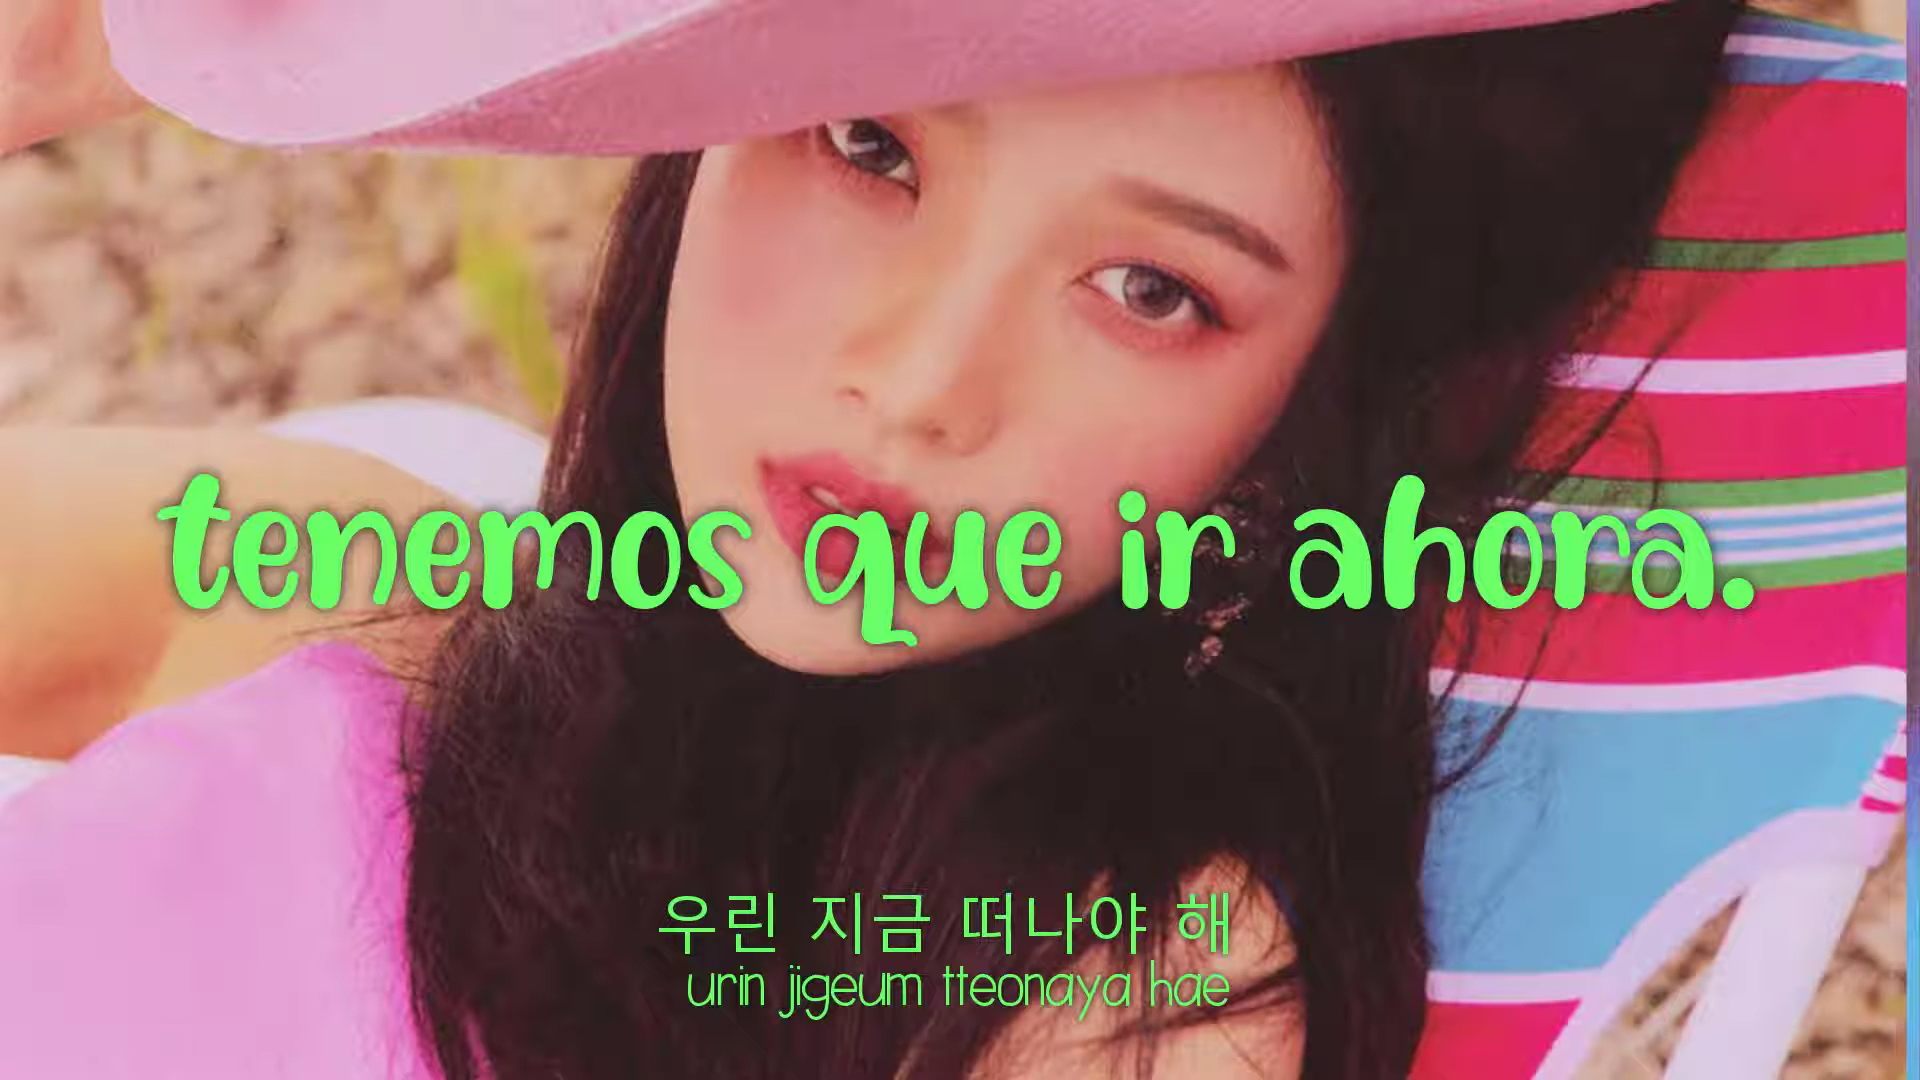 tenemos que ir ahora.
우린 지금 떠나야 해
urin jigeum tteonaya hae